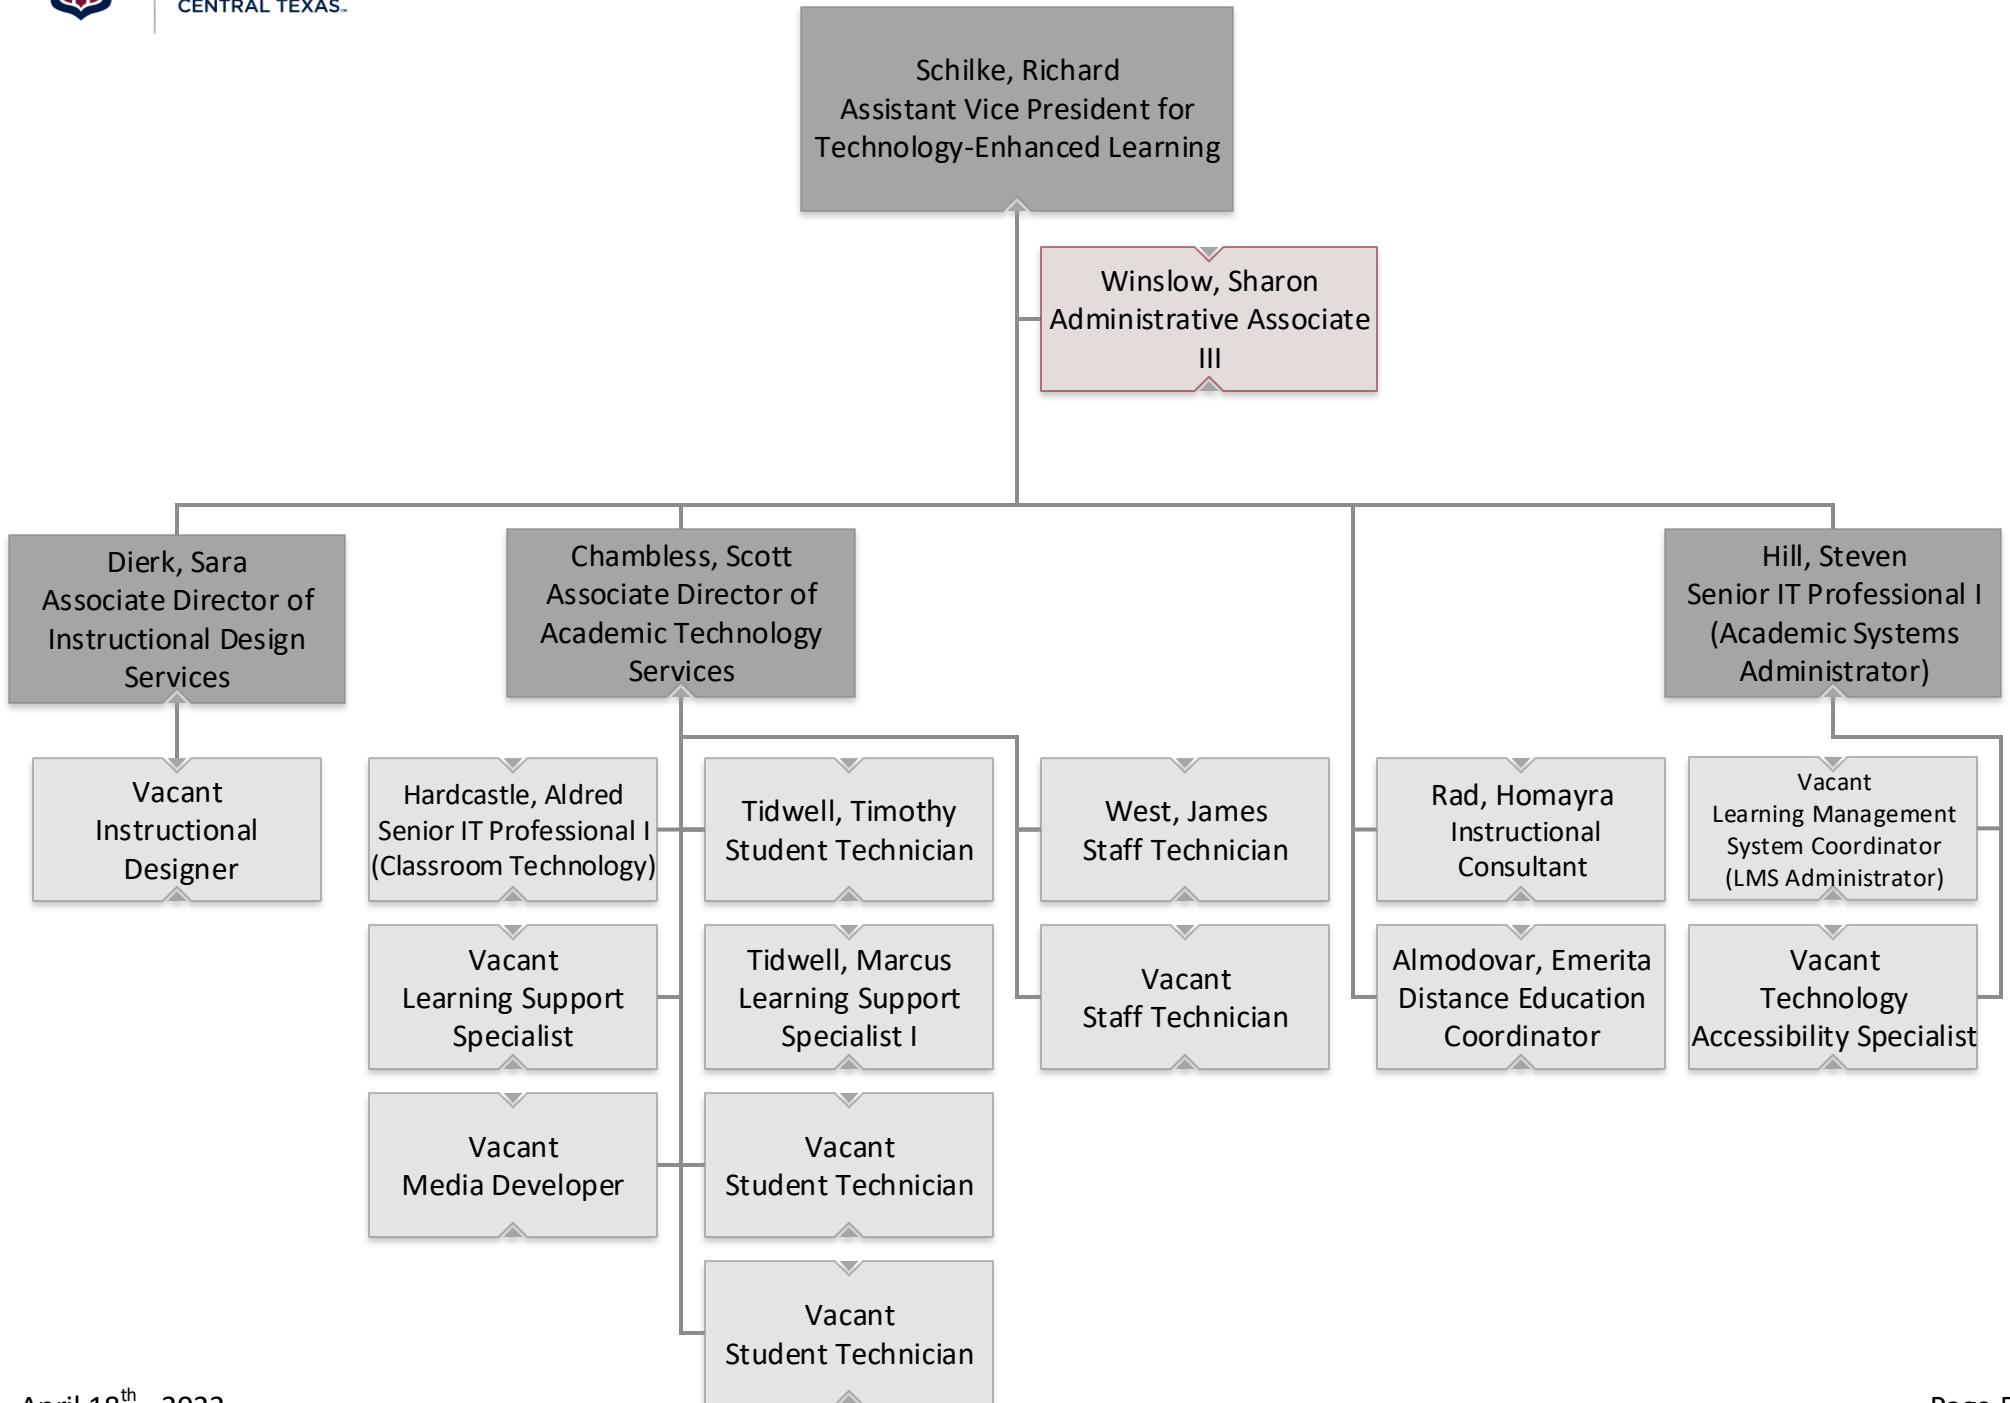 CENTRAL TEXAS™
Schilke, Richard
Assistant Vice President for
Technology-Enhanced Learning
Winslow, Sharon
Administrative Associate
III
Dierk, Sara
Associate Director of
Instructional Design
Services
Chambless, Scott
Associate Director of
Academic Technology
Services
Hill, Steven
Senior IT Professional I
(Academic Systems
Administrator)
Vacant
Instructional
Designer
Hardcastle, Aldred
Senior IT Professional I
(Classroom Technology)
Tidwell, Timothy
Student Technician
West, James
Staff Technician
Rad, Homayra
Instructional
Consultant
Vacant
Learning Management
System Coordinator
(LMS Administrator)
Vacant
Learning Support
Specialist
Tidwell, Marcus
Learning Support
Specialist I
Vacant
Staff Technician
Almodovar, Emerita
Distance Education
Coordinator
Vacant
Technology
Accessibility Specialist
Vacant
Media Developer
Vacant
Student Technician
Vacant
Student Technician
April 18th
Page